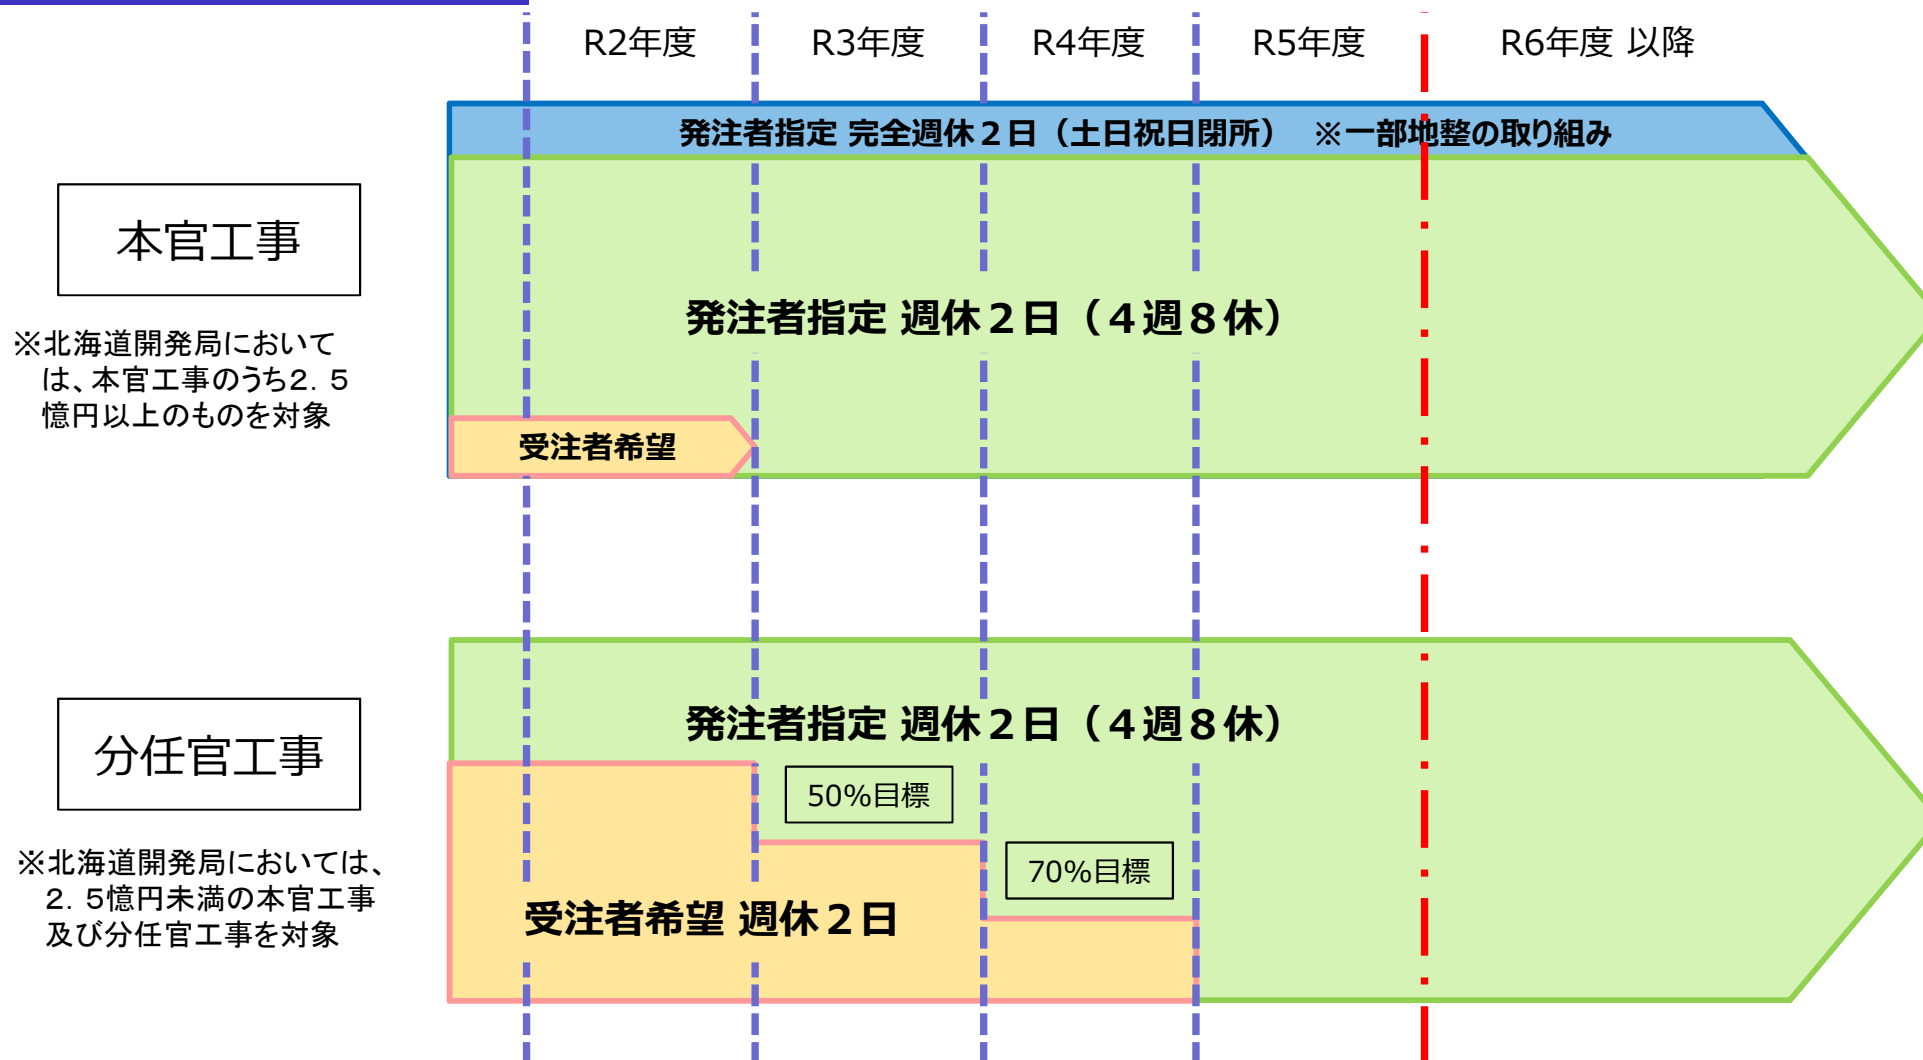 R2年度
R3年度
R4年度
R5年度
R6年度 以降
発注者指定 完全週休２日（土日祝日閉所） ※一部地整の取り組み
本官工事
発注者指定 週休２日（４週８休）
※北海道開発局において
は、本官工事のうち２．５
億円以上のものを対象
受注者希望
分任官工事
発注者指定 週休２日（４週８休）
50%目標
70%目標
※北海道開発局においては、
２．５億円未満の本官工事
及び分任官工事を対象
受注者希望 週休２日